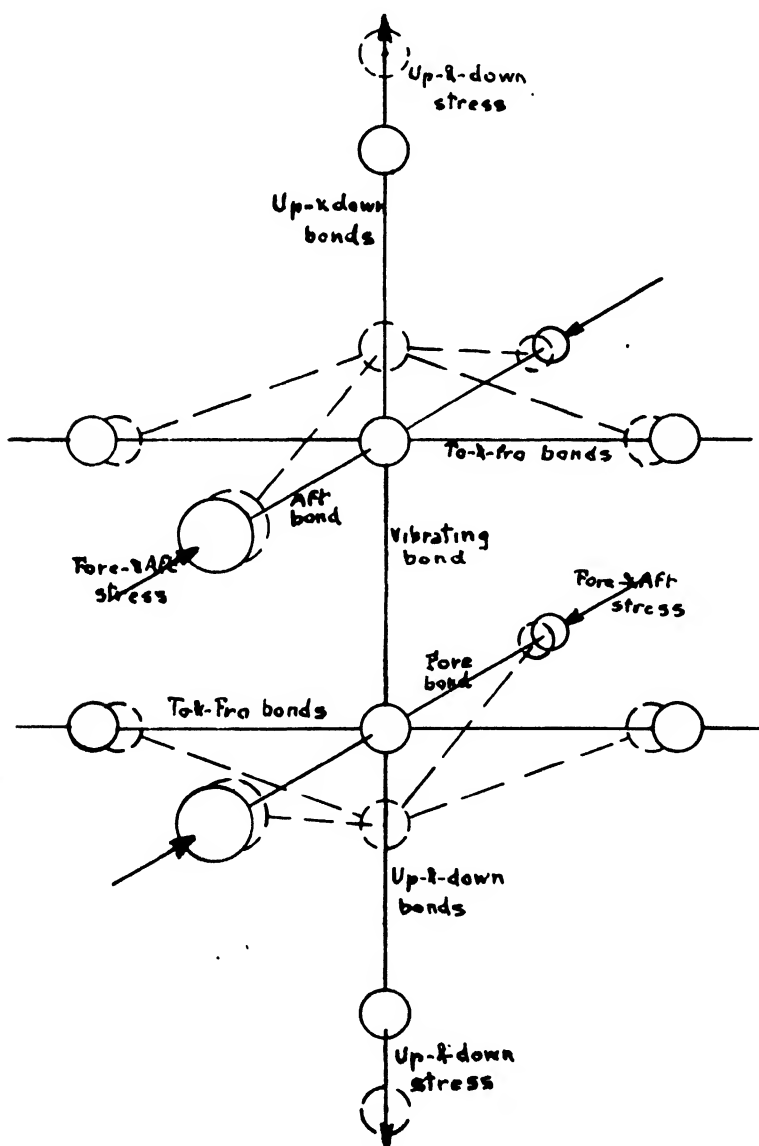 Up-&-down
stress
Up-&down
bonds
To-&-Fro bonds
Aft
bond
Vibrating
bond
Fore-&Aft
stress
Fore-&Aft
stress
Fore
bond
To&-Fro bonds
Up-&-down
bonds
Up-&-down
stress